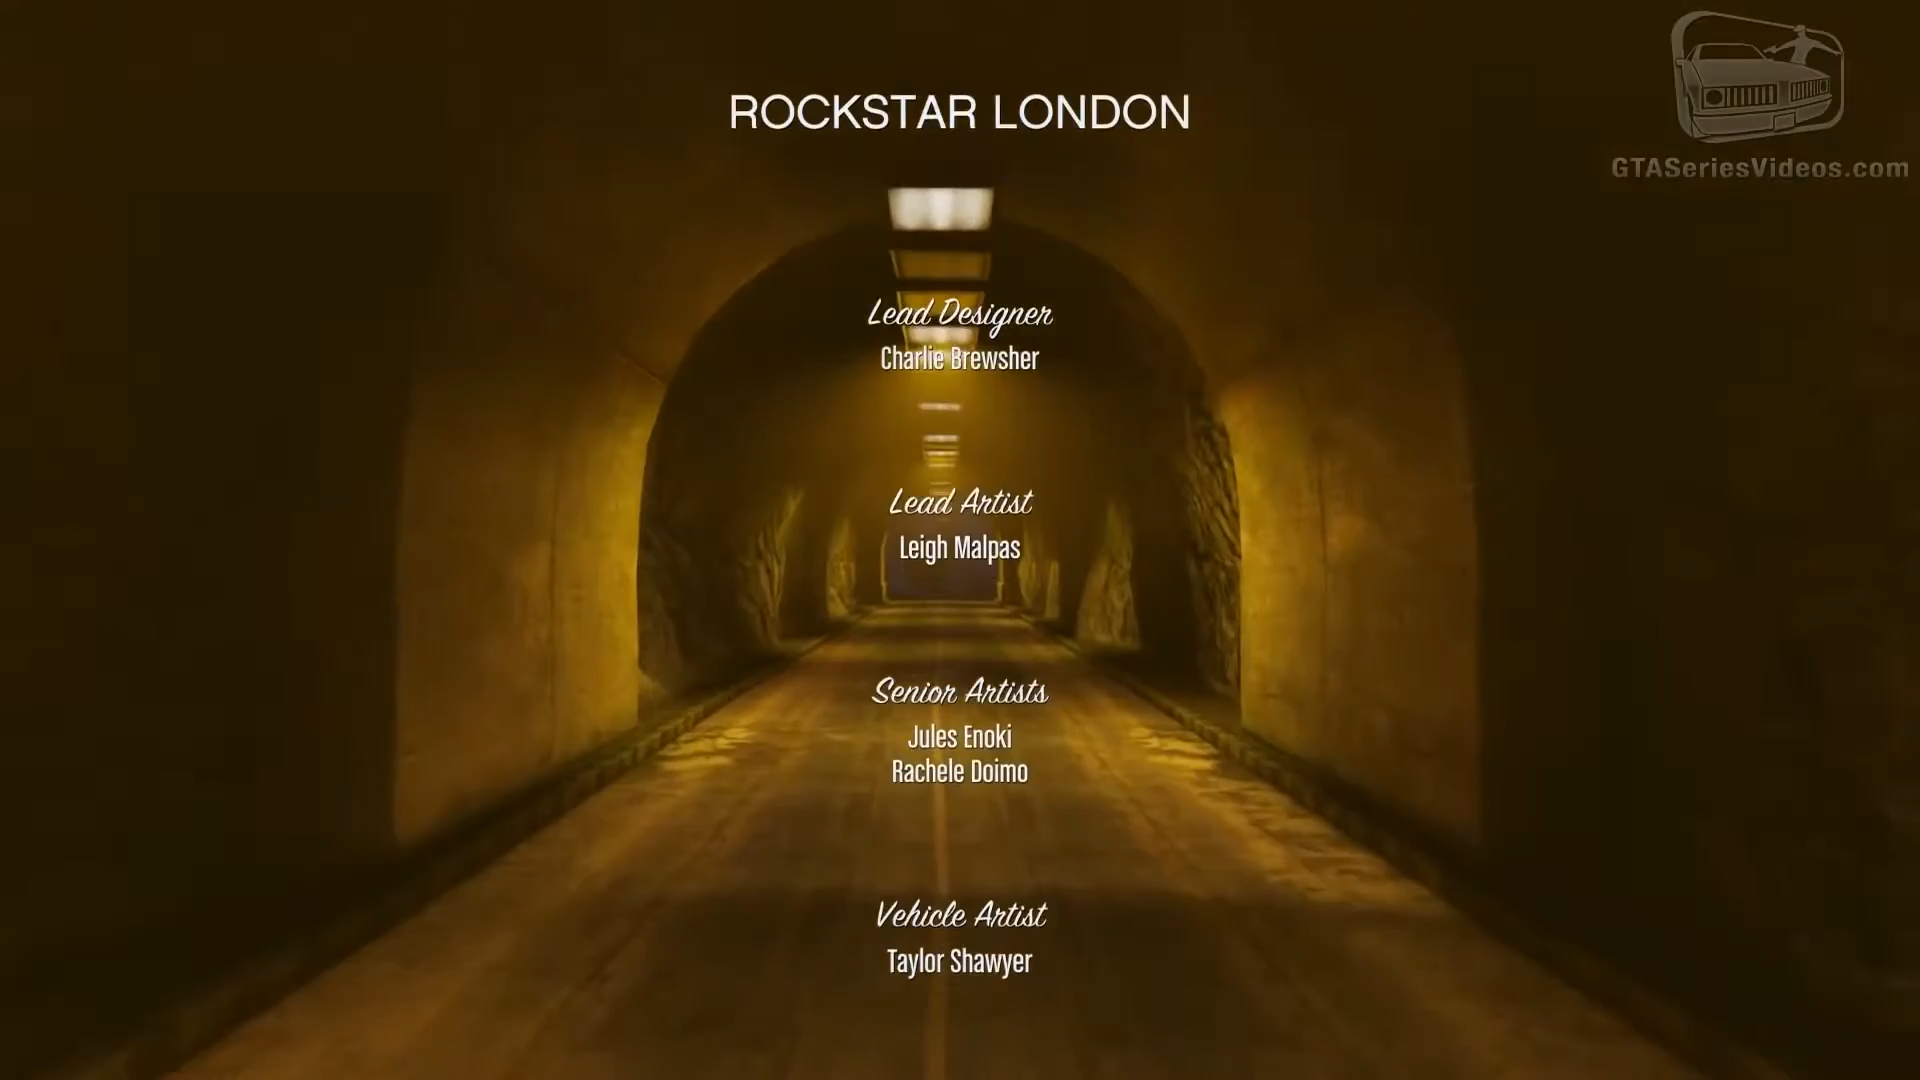 GTASeriesVideos.com
ROCKSTAR LONDON
Lead Designer
Charlie Brewsher
Lead Artist
Leigh Malpas
Senior Artists
Jules Enoki
Rachele Doimo
Vehicle Artist
Taylor Shawyer